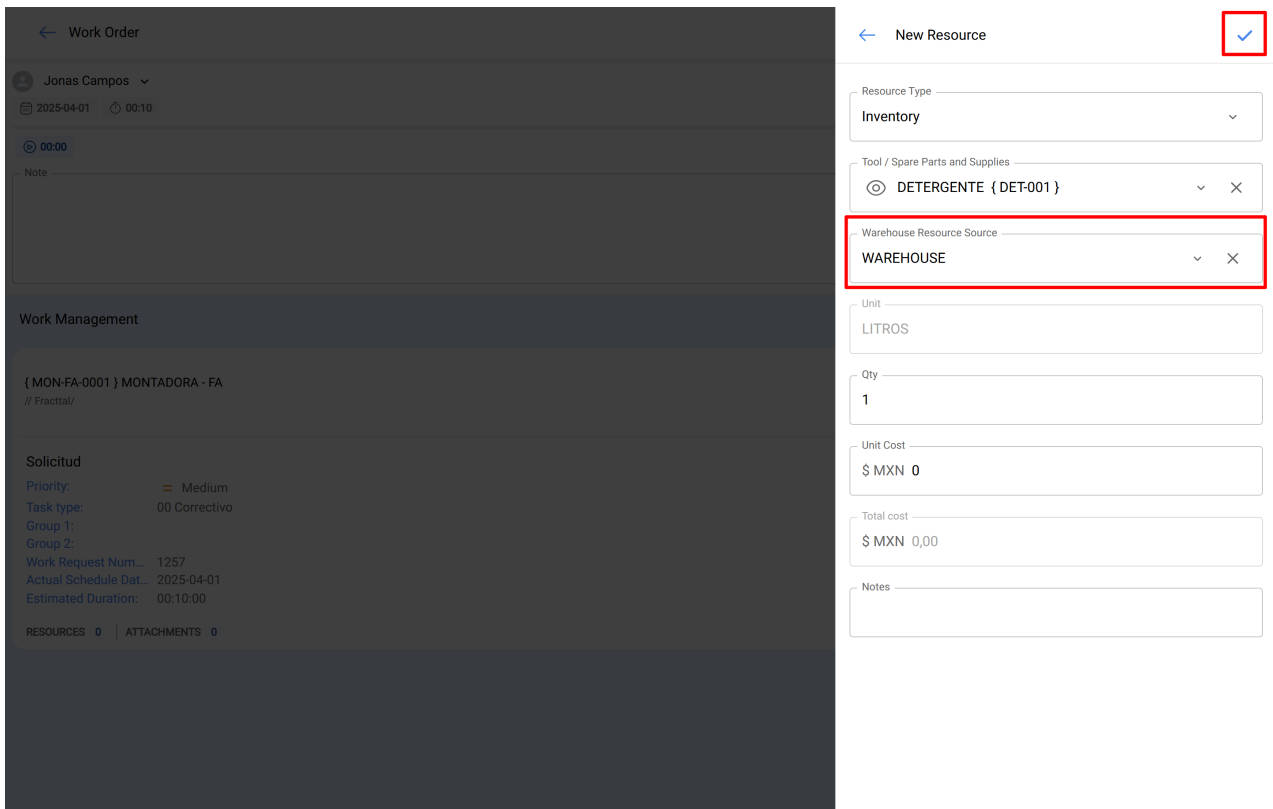 Work Order
Jonas Campos
2025-04-01 00:10
00:00
Note
Work Management
{ MON-FA-0001 } MONTADORA - FA
// Fracttal/
Solicitud
Priority: Medium
Task type: 00 Correctivo
Group 1:
Group 2:
Work Request Num... 1257
Actual Schedule Dat... 2025-04-01
Estimated Duration: 00:10:00
RESOURCES 0 ATTACHMENTS 0
New Resource
Resource Type
Inventory
Tool / Spare Parts and Supplies
DETERGENTE { DET-001 }
Warehouse Resource Source
WAREHOUSE
Unit
LITROS
Qty
1
Unit Cost
$ MXN 0
Total cost
$ MXN 0,00
Notes